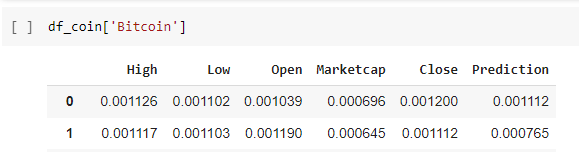 [ ] df_coin['Bitcoin']
High Low Open Marketcap Close Prediction
0 0.001126 0.001102 0.001039 0.000696 0.001200 0.001112
1 0.001117 0.001103 0.001190 0.000645 0.001112 0.000765